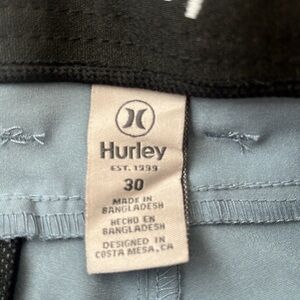 Hurley
EST. 1999
30
MADE IN
BANGLADESH
HECHO EN
BANGLADESH
DESIGNED IN
COSTA MESA, CA